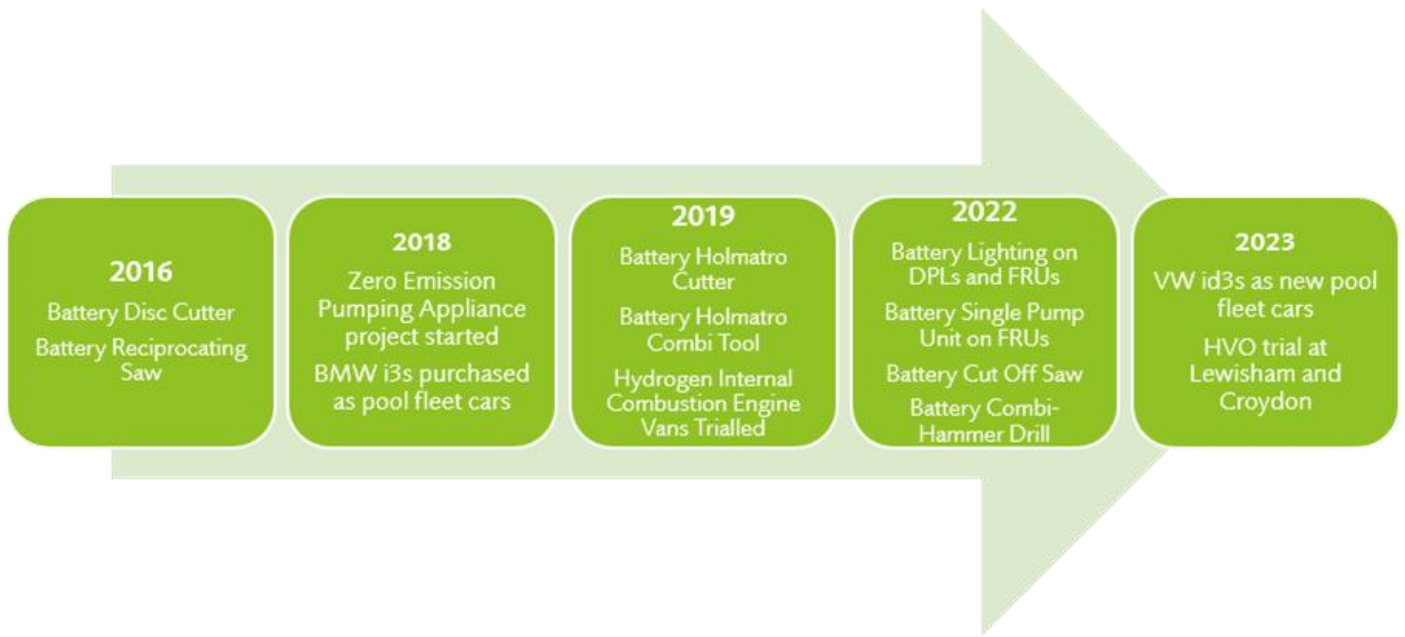 2016
Battery Disc Cutter
Battery Reciprocating
Saw
2018
Zero Emission
Pumping Appliance
project started
BMW i3s purchased
as pool fleet cars
2019
Battery Holmatro
Cutter
Battery Holmatro
Combi Tool
Hydrogen Internal
Combustion Engine
Vans Trialled
2022
Battery Lighting on
DPLs and FRUs
Battery Single Pump
Unit on FRUs
Battery Cut Off Saw
Battery Combi-
Hammer Drill
2023
VW id3s as new pool
fleet cars
HVO trial at
Lewisham and
Croydon